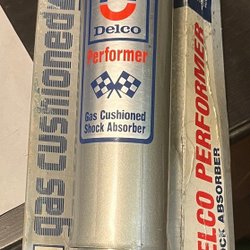 gas cushioned
Delco
Performer
Gas Cushioned
Shock Absorber
ELCO PERFORMER
CK ABSORBER